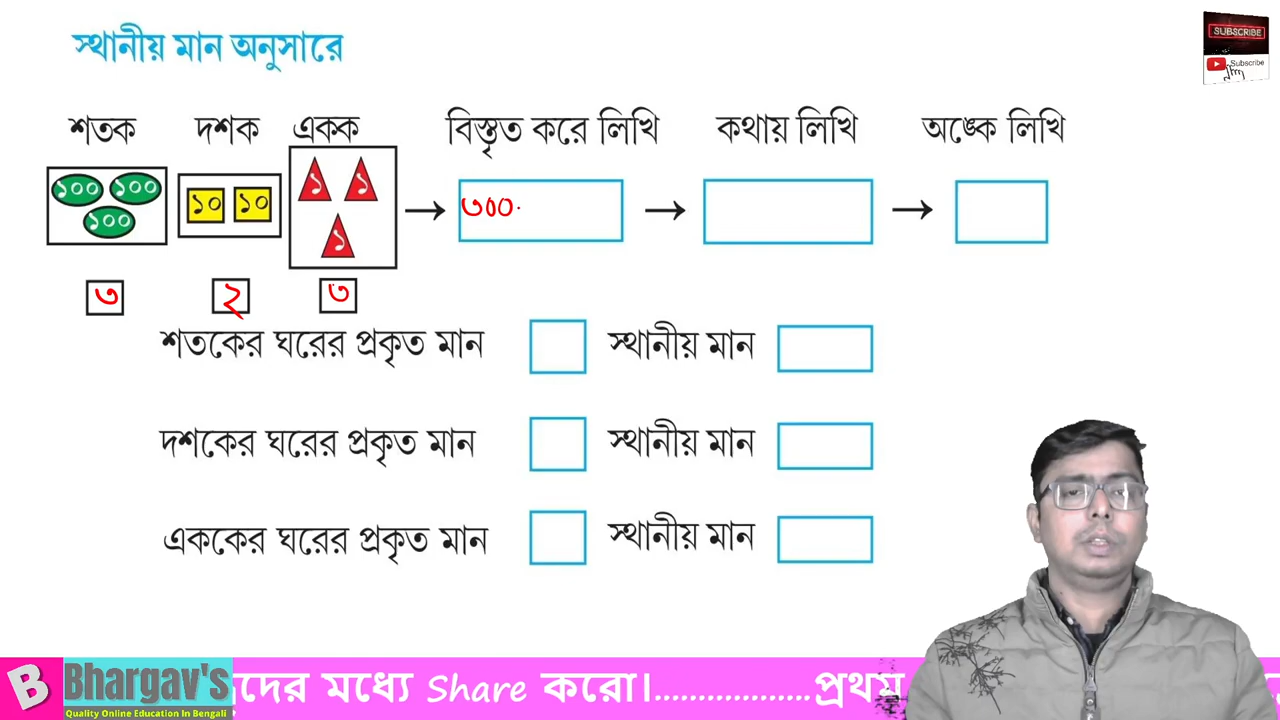 স্থানীয় মান অনুসারে
SUBSCRIBE
Subscribe
শতক দশক একক বিস্তৃত করে লিখি কথায় লিখি অঙ্কে লিখি
১০০ ১০০ ১০ ১০ ১ ১ → ৩০০ → →
১০০ ১
৩ ২ ৩
শতকের ঘরের প্রকৃত মান স্থানীয় মান
দশকের ঘরের প্রকৃত মান স্থানীয় মান
এককের ঘরের প্রকৃত মান স্থানীয় মান
B Bhargav's দের মধ্যে Share করো।.................প্রথম
Quality Online Education In Bengali